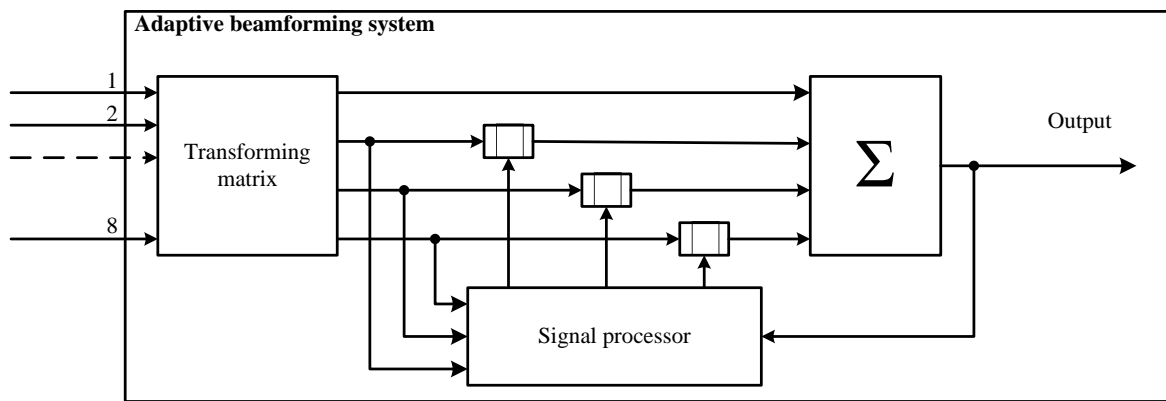 Adaptive beamforming system
1
2
8
Transforming
matrix
Σ
Output
Signal processor